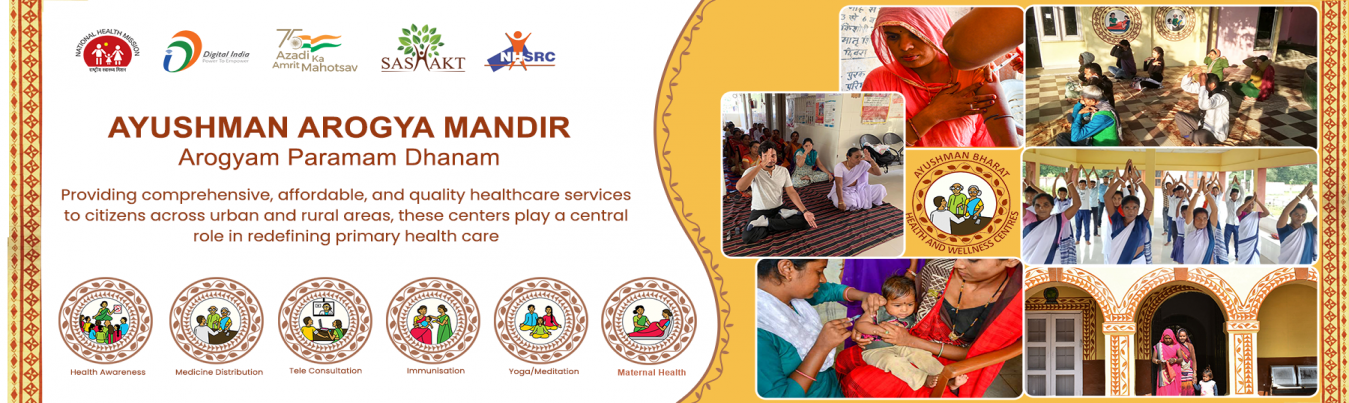 NATIONAL HEALTH MISSION
राष्ट्रीय स्वास्थ्य मिशन
Digital India
Power To Empower
75
Azadi Ka
Amrit Mahotsav
SASHAKT
NHSRC
AYUSHMAN AROGYA MANDIR
Arogyam Paramam Dhanam
Providing comprehensive, affordable, and quality healthcare services
to citizens across urban and rural areas, these centers play a central
role in redefining primary health care
Health Awareness
Medicine Distribution
Tele Consultation
Immunisation
Yoga/Meditation
Maternal Health
AYUSHMAN BHARAT
HEALTH AND WELLNESS CENTRES